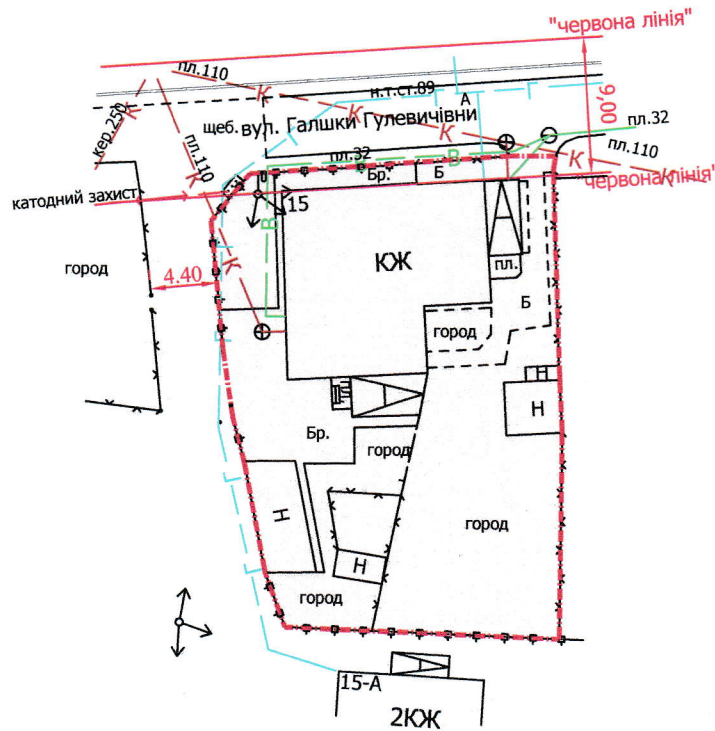 "червона лінія"
пл.110
К
К
н.т.ст.89
А
9,00
кер.250
К
щеб. вул. Галшки Гулевичівни
К
К
пл.32
пл.110
пл.32
В
В
К
пл.110
К
Бр.
Б
червона лінія"
К
катодний захист
15
В
город
КЖ
пл.
4.40
К
Б
город
Н
Н
Бр.
город
Н
город
Н
город
15-А
2КЖ